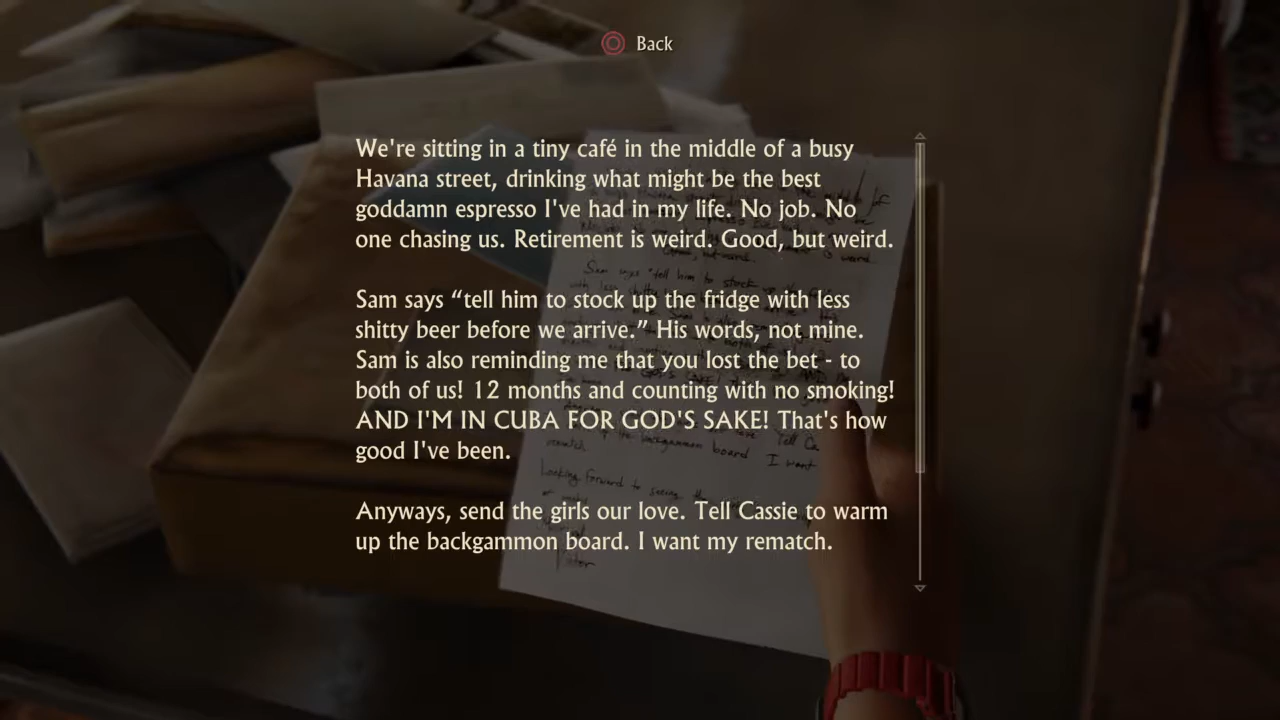 Back
We're sitting in a tiny café in the middle of a busy
Havana street, drinking what might be the best
goddamn espresso I've had in my life. No job. No
one chasing us. Retirement is weird. Good, but weird.
Sam says “tell him to stock up the fridge with less
shitty beer before we arrive.” His words, not mine.
Sam is also reminding me that you lost the bet - to
both of us! 12 months and counting with no smoking!
AND I'M IN CUBA FOR GOD'S SAKE! That's how
good I've been.
Anyways, send the girls our love. Tell Cassie to warm
up the backgammon board. I want my rematch.